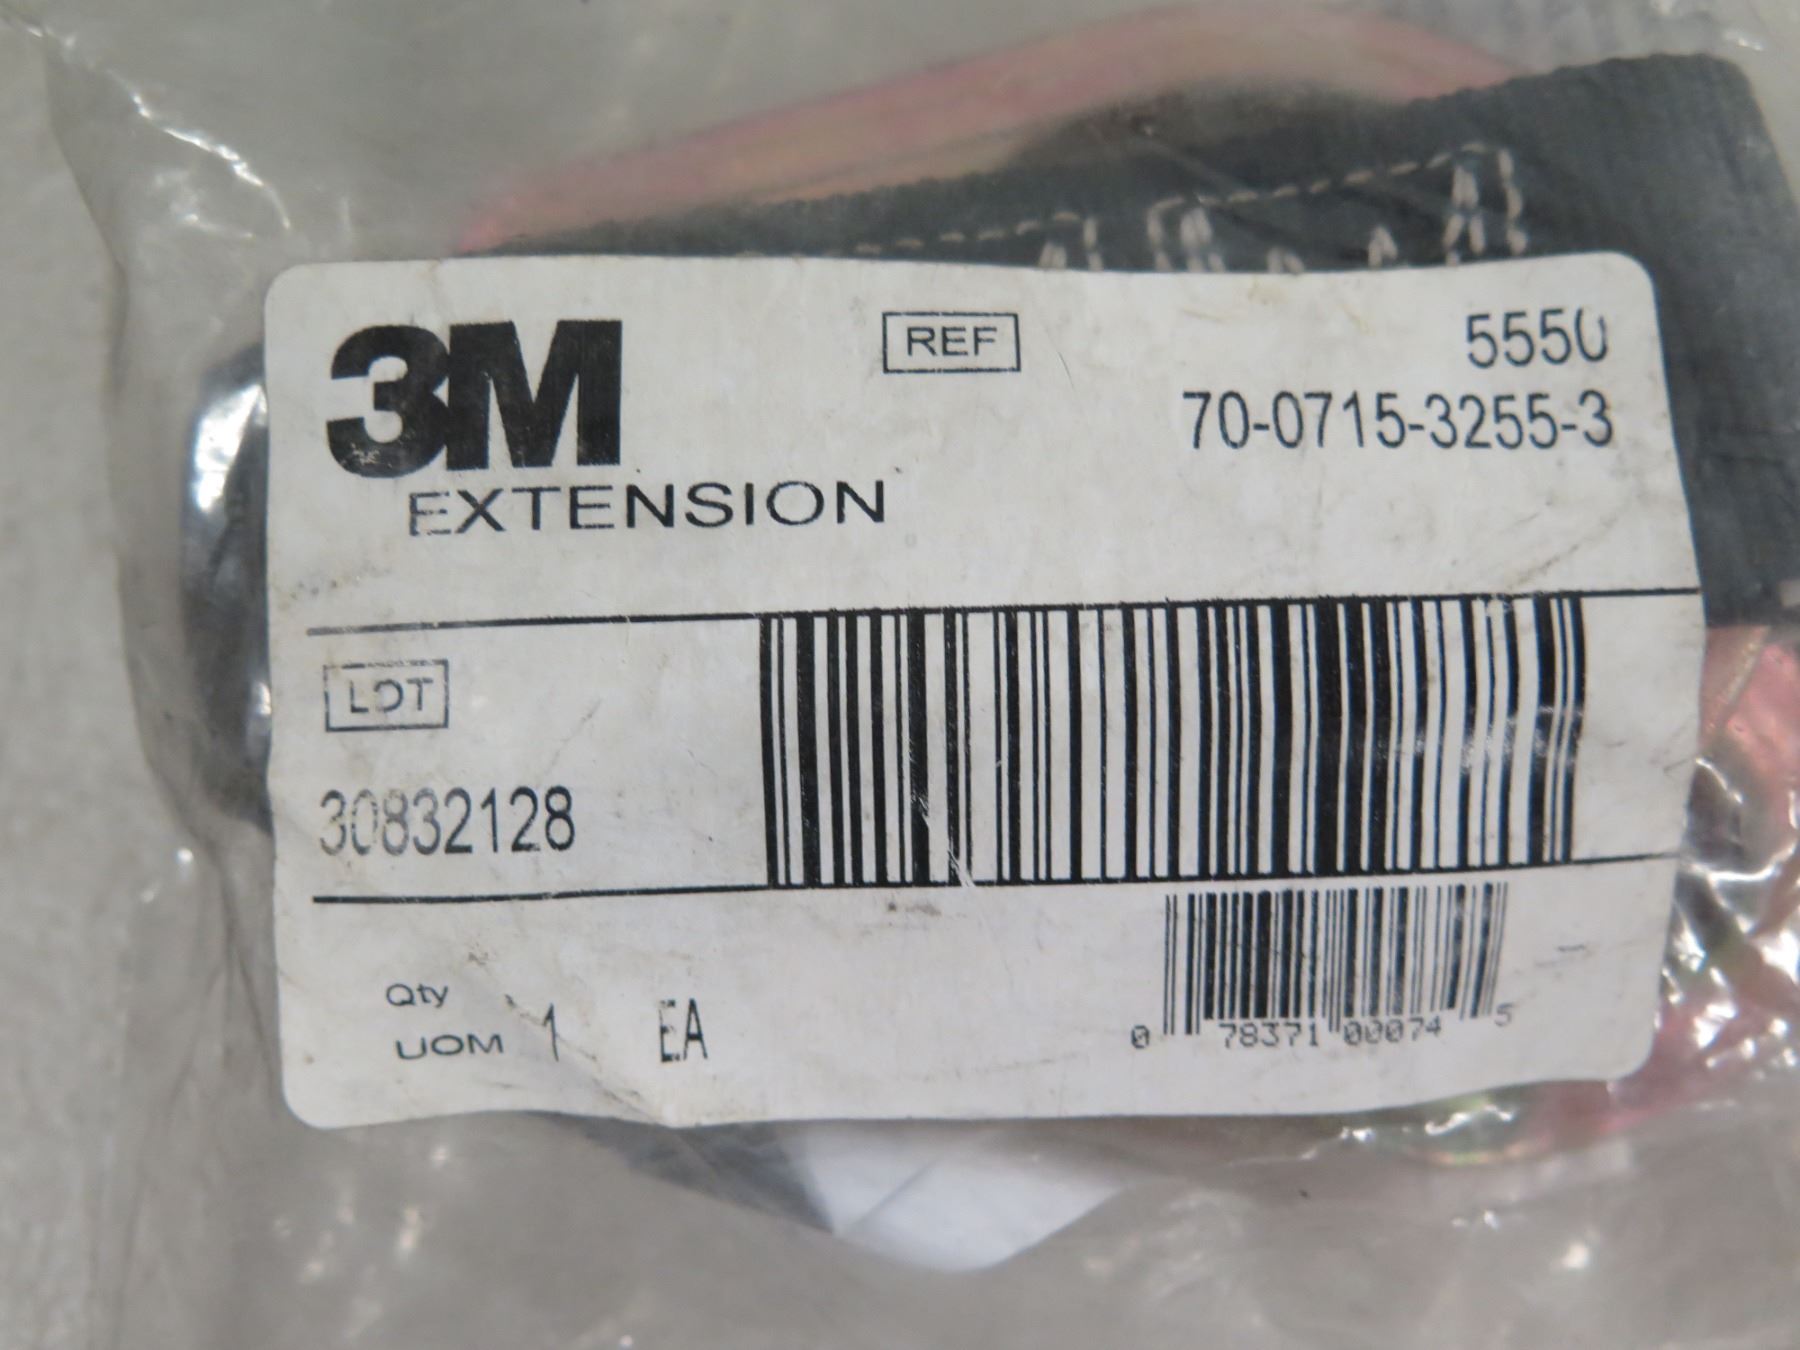 3M
REF
5550
70-0715-3255-3
EXTENSION
LOT
30832128
Qty
UOM 1 EA
0 78371 00074 5